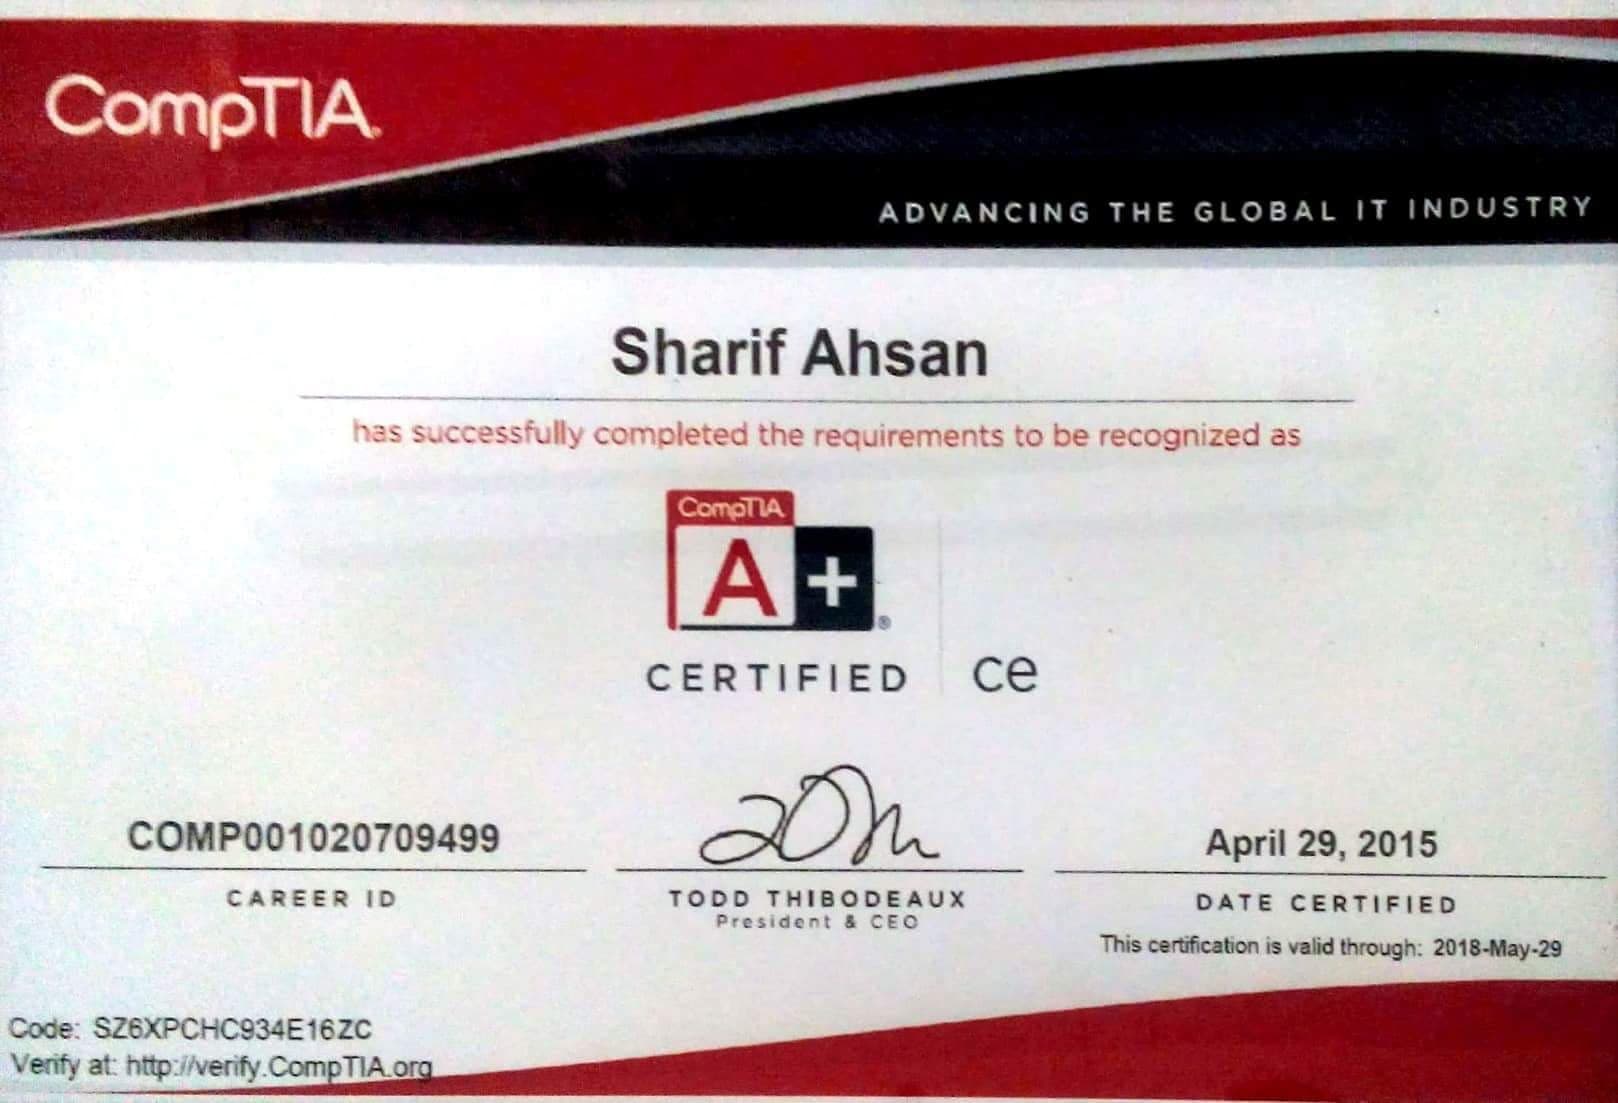 CompTIA.
ADVANCING THE GLOBAL IT INDUSTRY
Sharif Ahsan
has successfully completed the requirements to be recognized as
CompTIA
A+®
CERTIFIED ce
COMP001020709499
CAREER ID
TODD THIBODEAUX
President & CEO
April 29, 2015
DATE CERTIFIED
This certification is valid through: 2018-May-29
Code: SZ6XPCHC934E16ZC
Verify at: http://verify.CompTIA.org